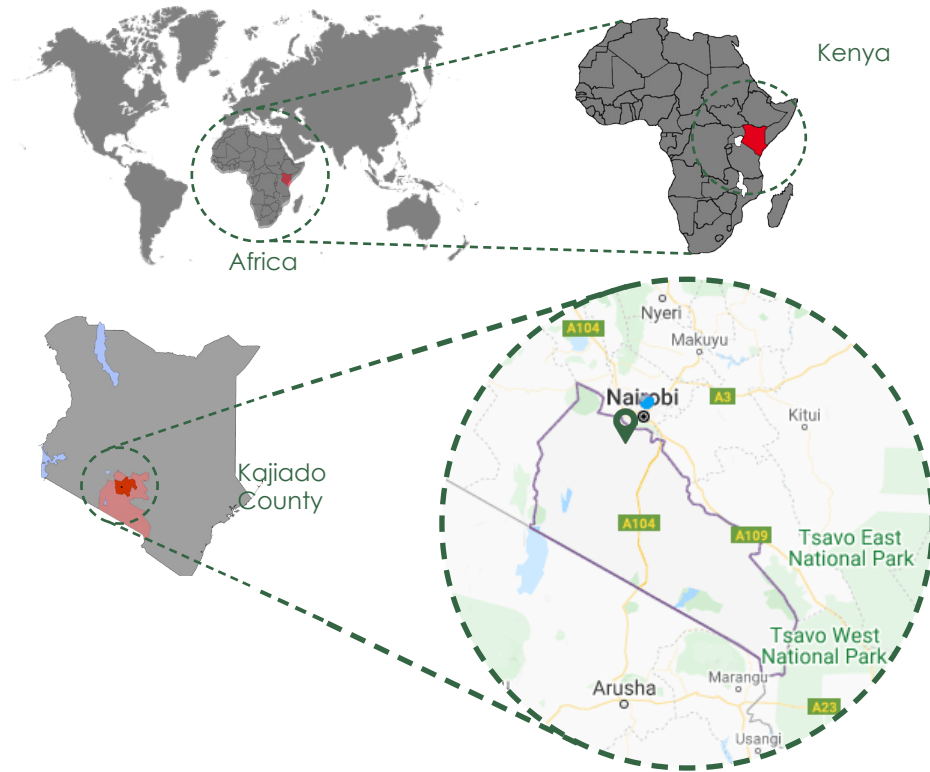 Kenya
Africa
Kajiado
County
Nyeri
A104
Makuyu
A3
Nairobi
Kitui
A104
A109
Tsavo East
National Park
Tsavo West
National Park
Marangu
Arusha
A23
Usangi